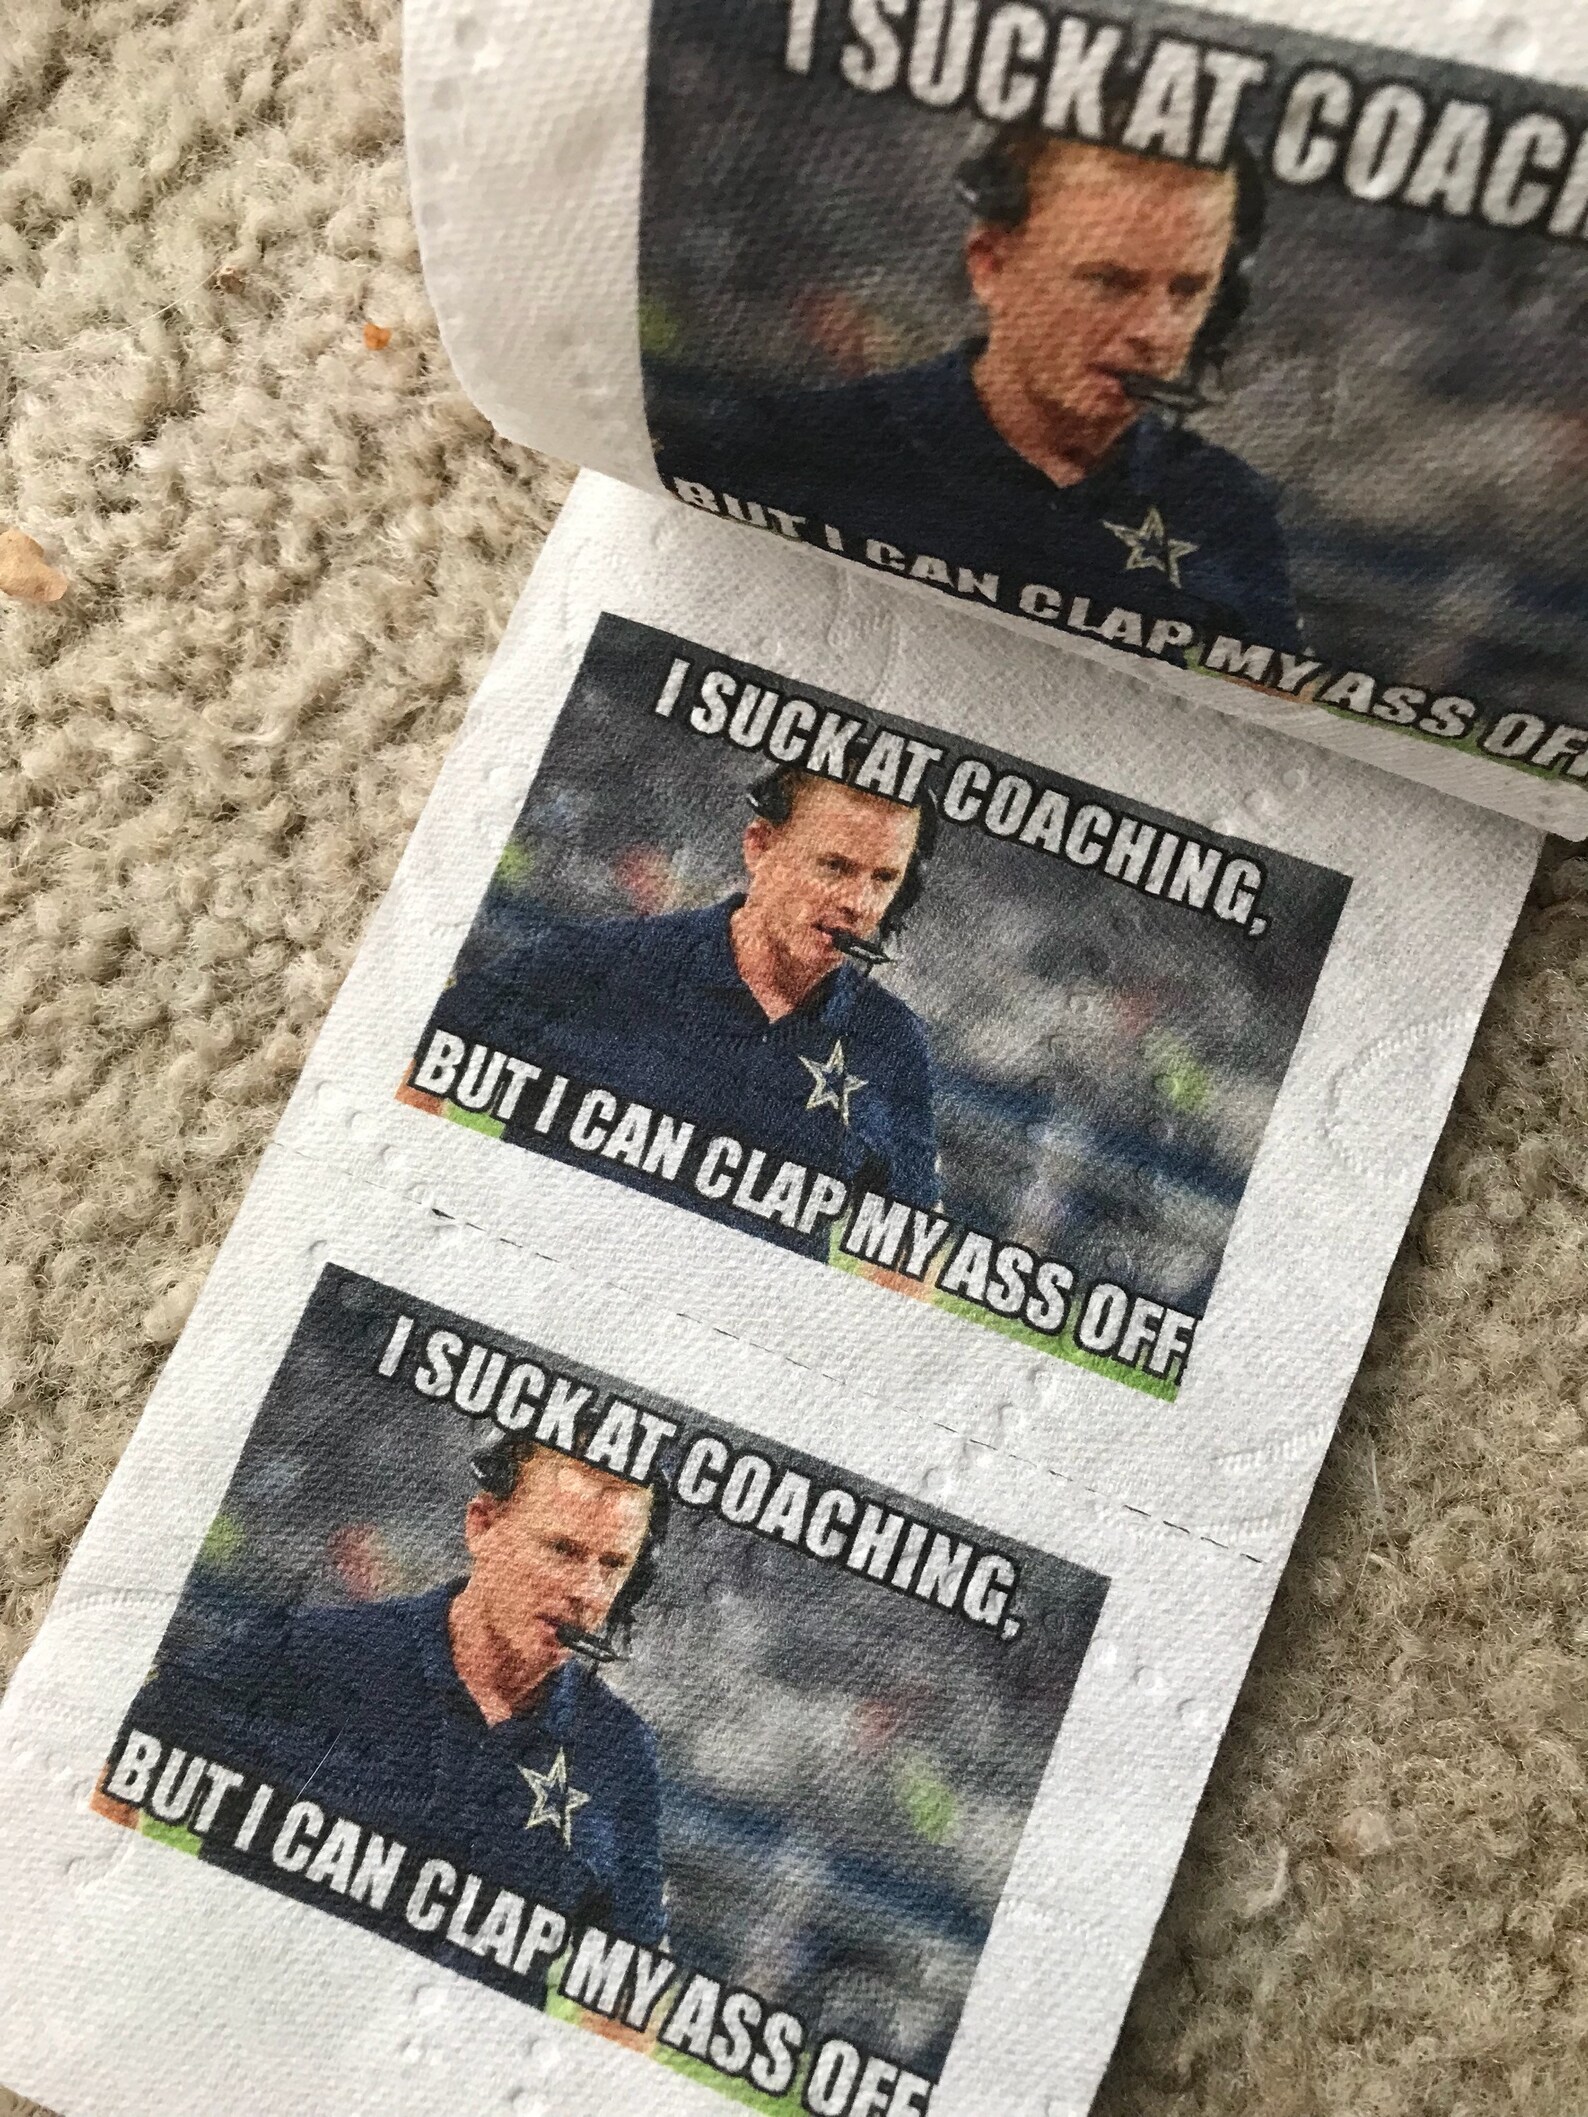 I SUCK AT COACH
BUT I CAN CLAP MY ASS OFF
I SUCK AT COACHING,
BUT I CAN CLAP MY ASS OFF.
I SUCK AT COACHING,
BUT I CAN CLAP MY ASS OFF